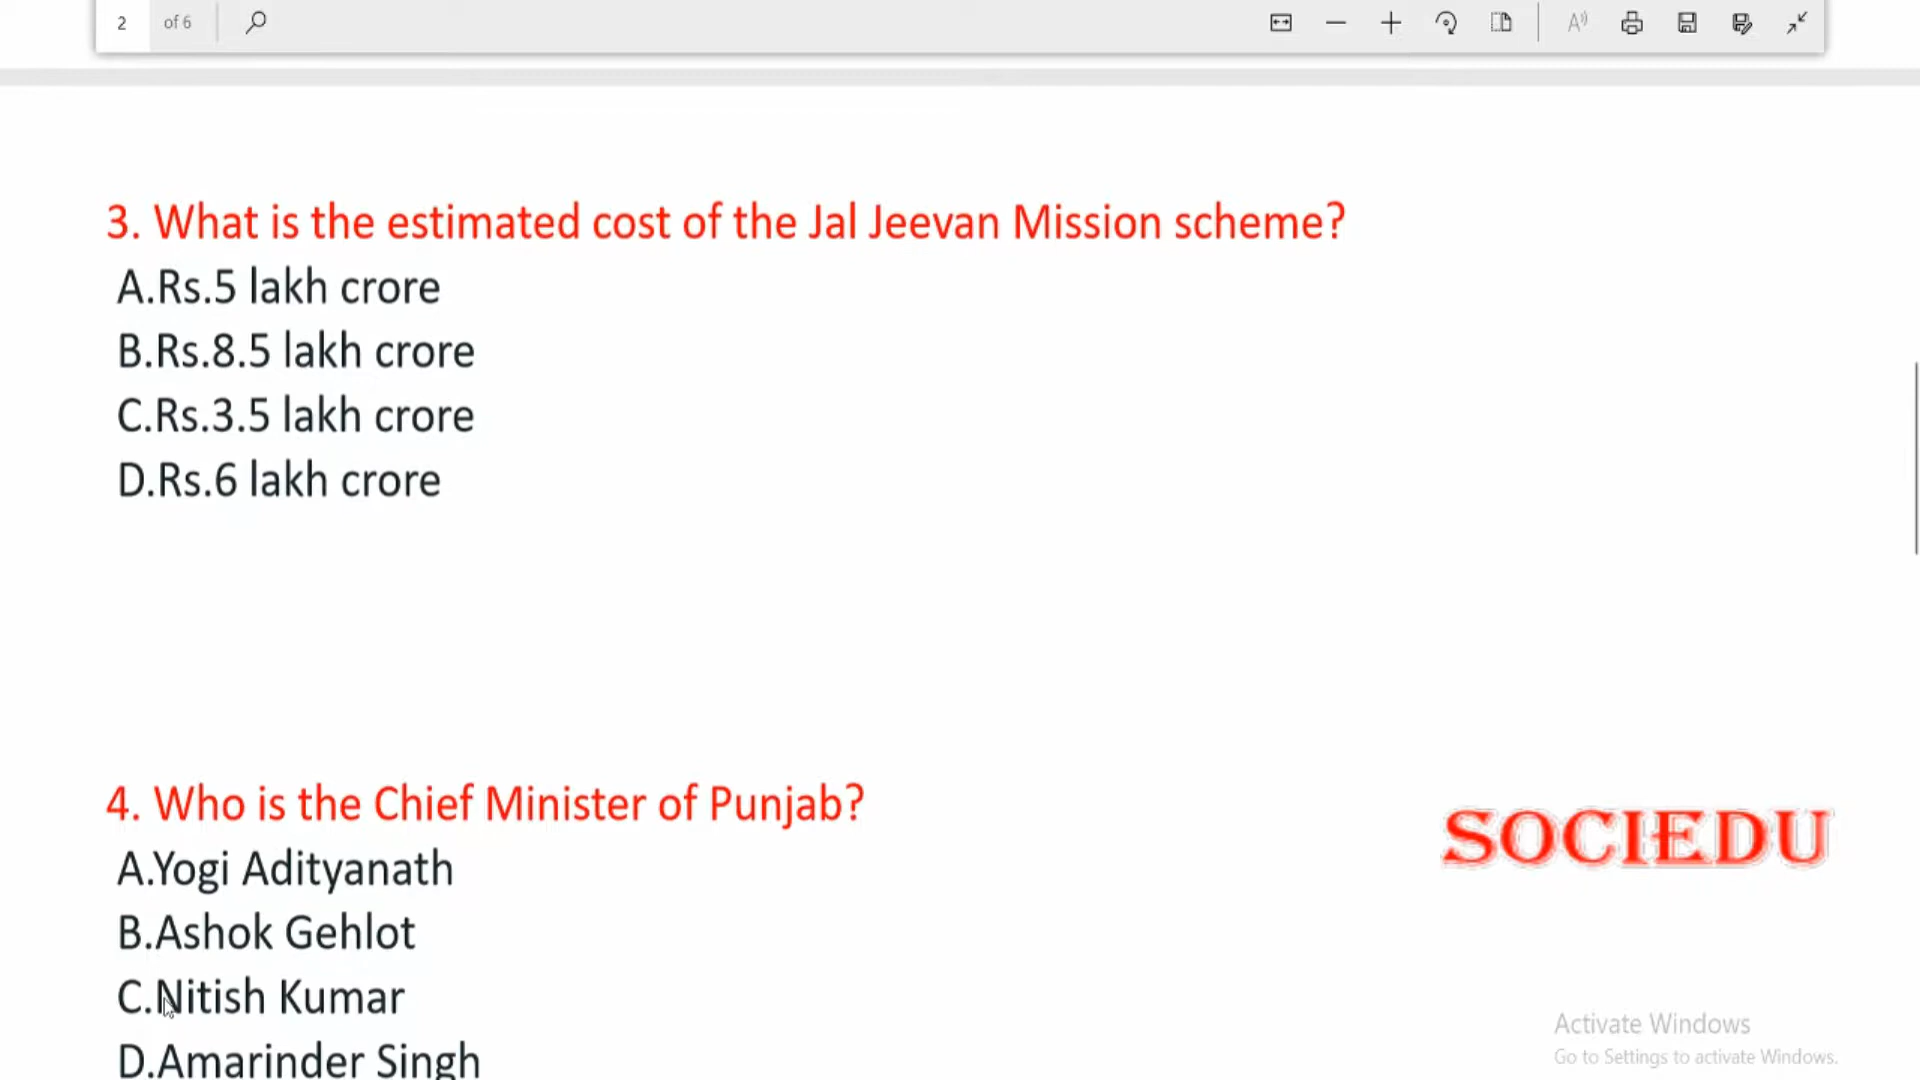 2 of 6
3. What is the estimated cost of the Jal Jeevan Mission scheme?
A.Rs.5 lakh crore
B.Rs.8.5 lakh crore
C.Rs.3.5 lakh crore
D.Rs.6 lakh crore
4. Who is the Chief Minister of Punjab?
A.Yogi Adityanath
B.Ashok Gehlot
C.Nitish Kumar
D.Amarinder Singh
SOCIEDU
Activate Windows
Go to Settings to activate Windows.